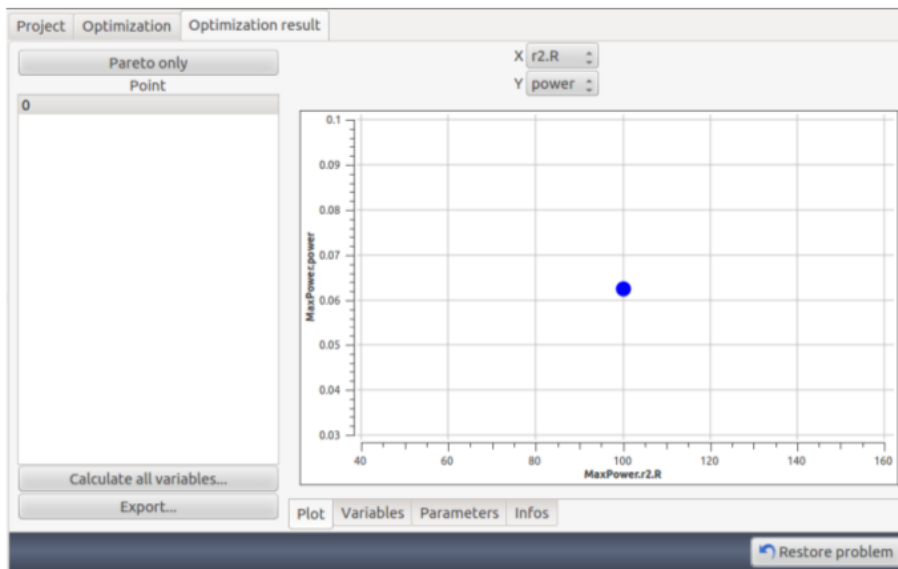 Project Optimization Optimization result
Pareto only
Point
0
X r2.R
Y power
0.1
0.09
0.08
0.07
0.06
0.05
0.04
0.03
MaxPower.power
40 60 80 100 120 140 160
MaxPower.r2.R
Calculate all variables...
Export...
Plot Variables Parameters Infos
Restore problem